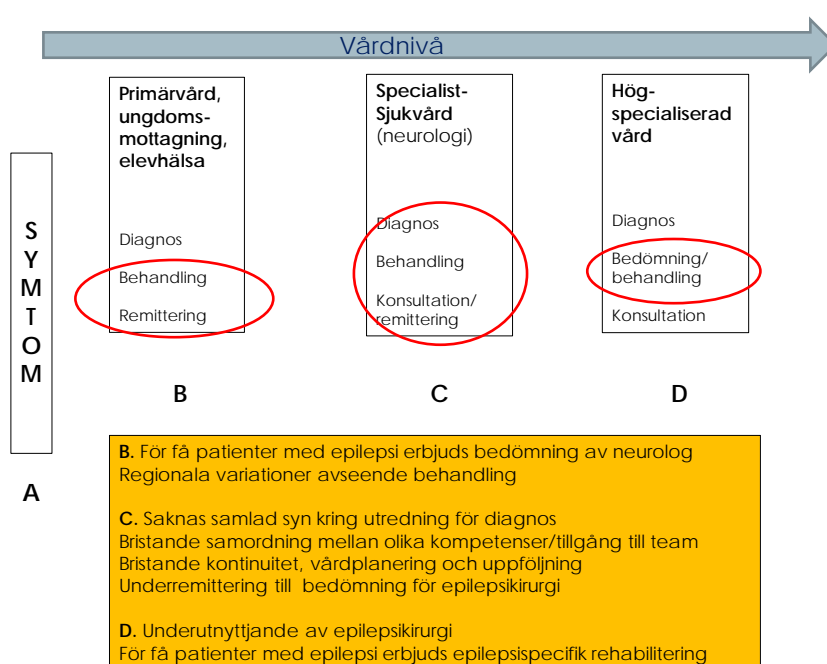 Vårdnivå
Primärvård,
ungdoms-
mottagning,
elevhälsa
Diagnos
Behandling
Remittering
Specialist-
Sjukvård
(neurologi)
Diagnos
Behandling
Konsultation/
remittering
Hög-
specialiserad
vård
Diagnos
Bedömning/
behandling
Konsultation
S
Y
M
T
O
M
A
B
C
D
B. För få patienter med epilepsi erbjuds bedömning av neurolog
Regionala variationer avseende behandling
C. Saknas samlad syn kring utredning för diagnos
Bristande samordning mellan olika kompetenser/tillgång till team
Bristande kontinuitet, vårdplanering och uppföljning
Underremittering till bedömning för epilepsikirurgi
D. Underutnyttjande av epilepsikirurgi
För få patienter med epilepsi erbjuds epilepsispecifik rehabilitering